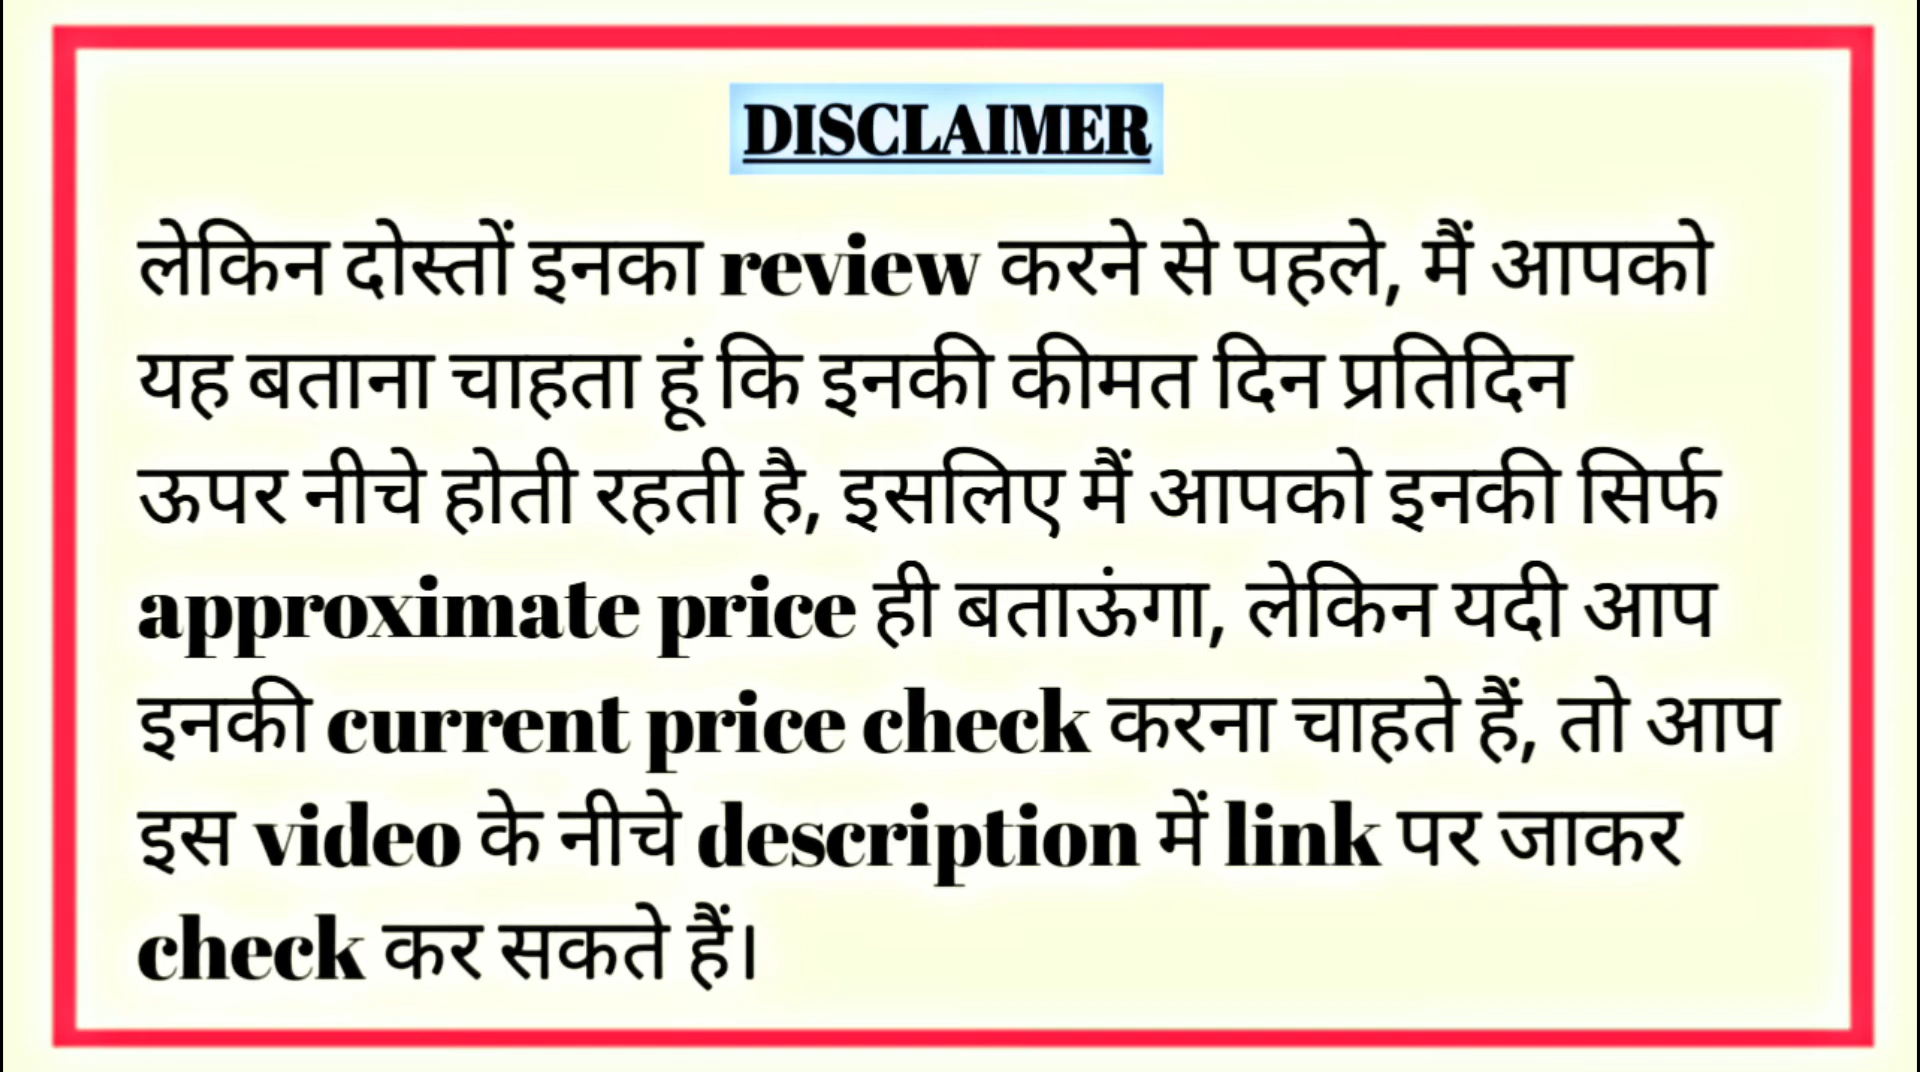 DISCLAIMER
लेकिन दोस्तों इनका review करने से पहले, मैं आपको
यह बताना चाहता हूं कि इनकी कीमत दिन प्रतिदिन
ऊपर नीचे होती रहती है, इसलिए मैं आपको इनकी सिर्फ
approximate price ही बताऊंगा, लेकिन यदी आप
इनकी current price check करना चाहते हैं, तो आप
इस video के नीचे description में link पर जाकर
check कर सकते हैं।